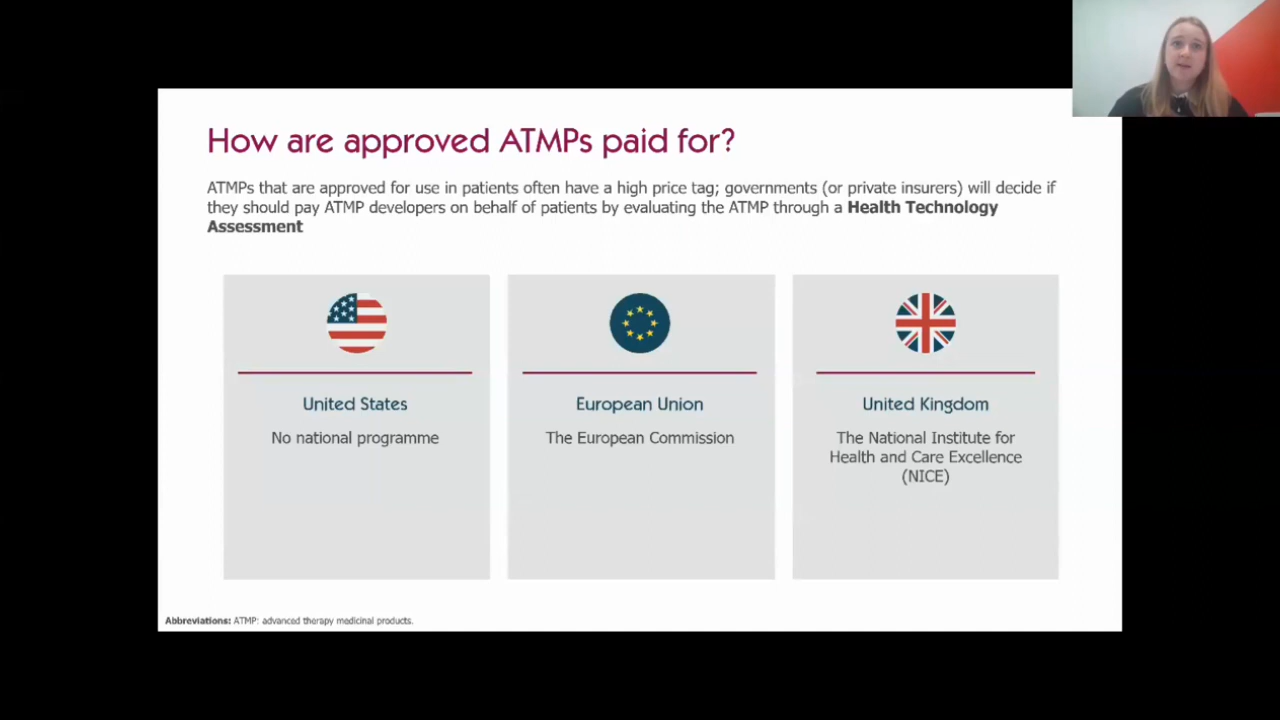 How are approved ATMPs paid for?
ATMPs that are approved for use in patients often have a high price tag; governments (or private insurers) will decide if
they should pay ATMP developers on behalf of patients by evaluating the ATMP through a Health Technology
Assessment
United States
No national programme
European Union
The European Commission
United Kingdom
The National Institute for
Health and Care Excellence
(NICE)
Abbreviations: ATMP: advanced therapy medicinal products.